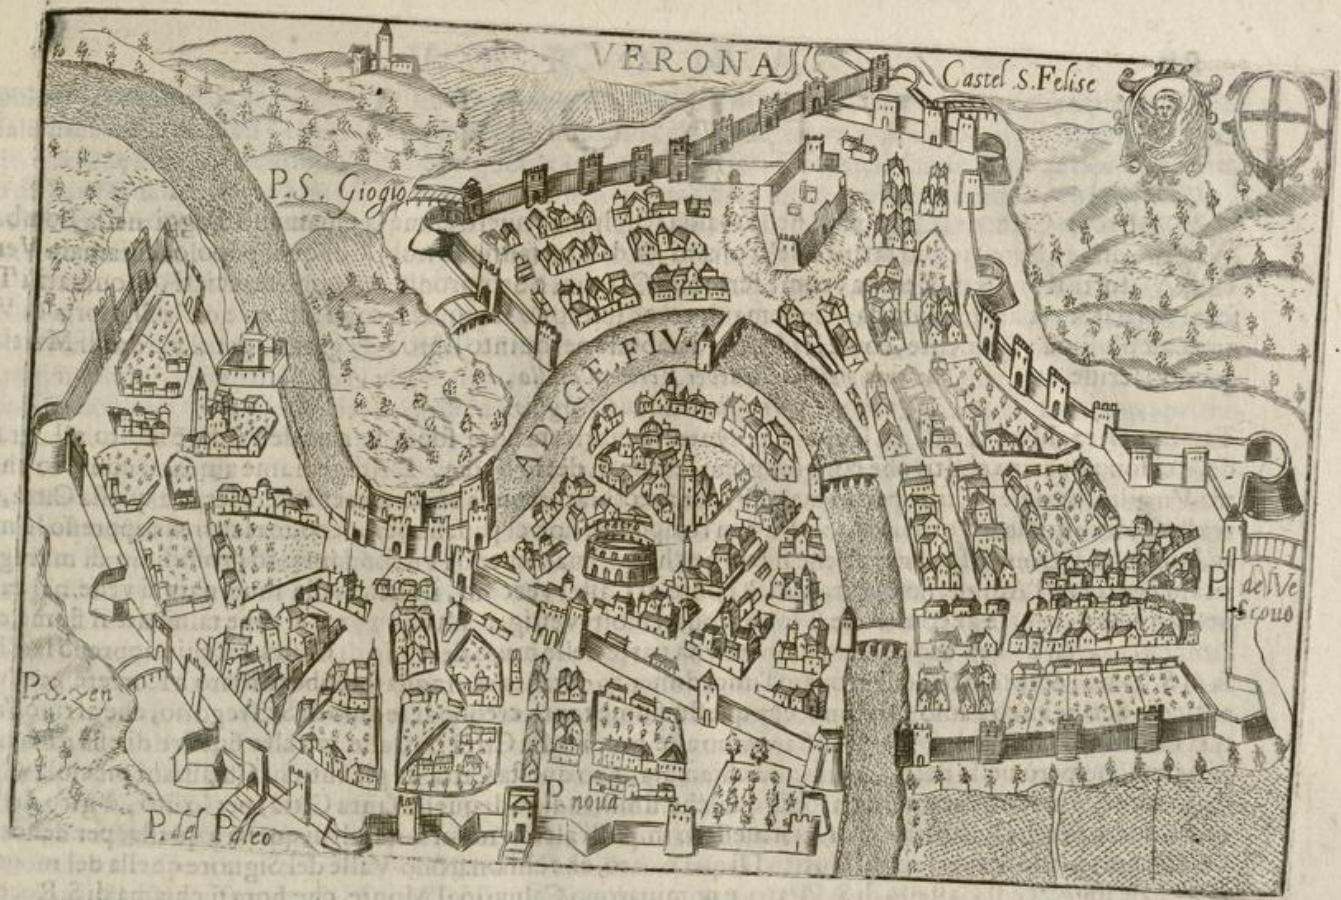 VERONA
Castel S. Felise
P. S. Giogio
ADIGE. FIV.
P. del Ve
scouo
P. S. zen
P. noua
P. del Paleo